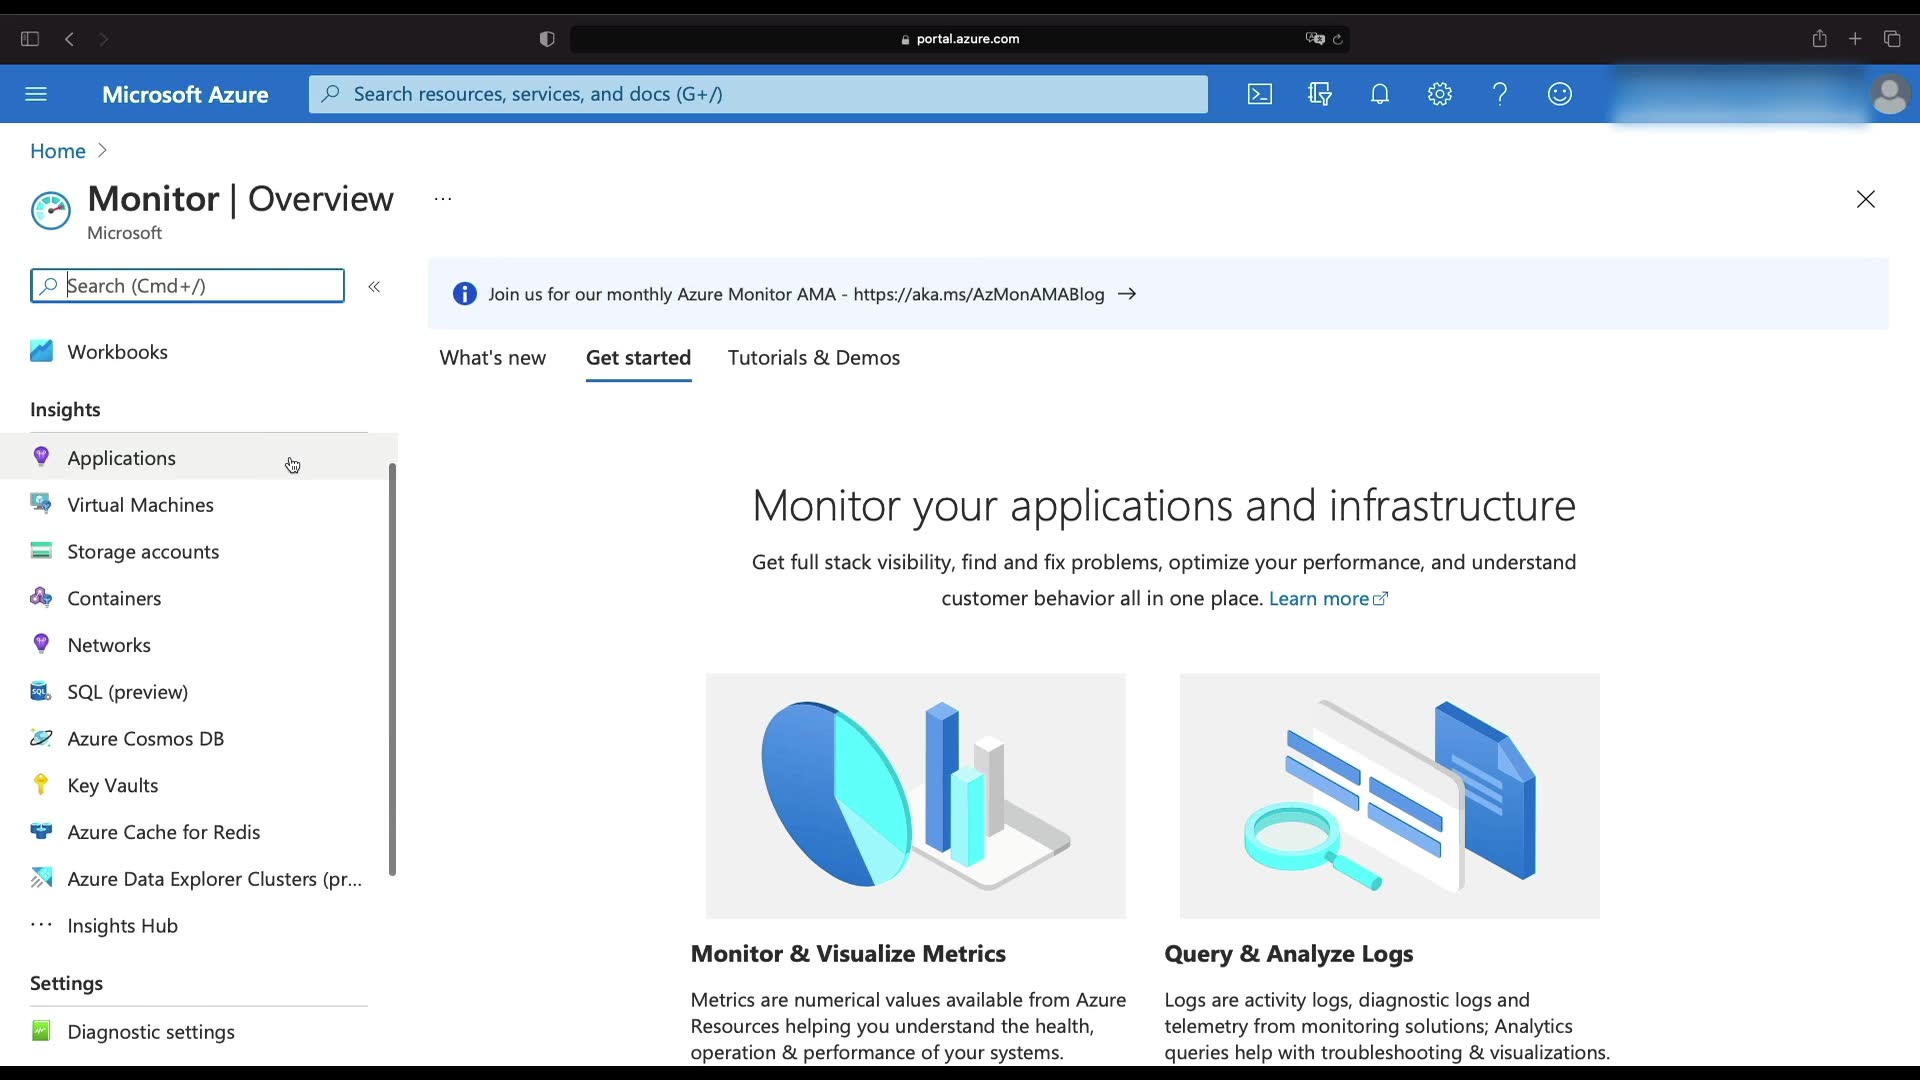 portal.azure.com
Microsoft Azure
Search resources, services, and docs (G+/)
Home
Monitor | Overview
...
Microsoft
Search (Cmd+/)
«
Join us for our monthly Azure Monitor AMA - https://aka.ms/AzMonAMABlog →
What's new Get started Tutorials & Demos
Workbooks
Insights
Applications
Virtual Machines
Storage accounts
Containers
Networks
SQL (preview)
Azure Cosmos DB
Key Vaults
Azure Cache for Redis
Azure Data Explorer Clusters (pr...
Insights Hub
Settings
Diagnostic settings
Monitor your applications and infrastructure
Get full stack visibility, find and fix problems, optimize your performance, and understand
customer behavior all in one place. Learn more
Monitor & Visualize Metrics
Metrics are numerical values available from Azure
Resources helping you understand the health,
operation & performance of your systems.
Query & Analyze Logs
Logs are activity logs, diagnostic logs and
telemetry from monitoring solutions; Analytics
queries help with troubleshooting & visualizations.